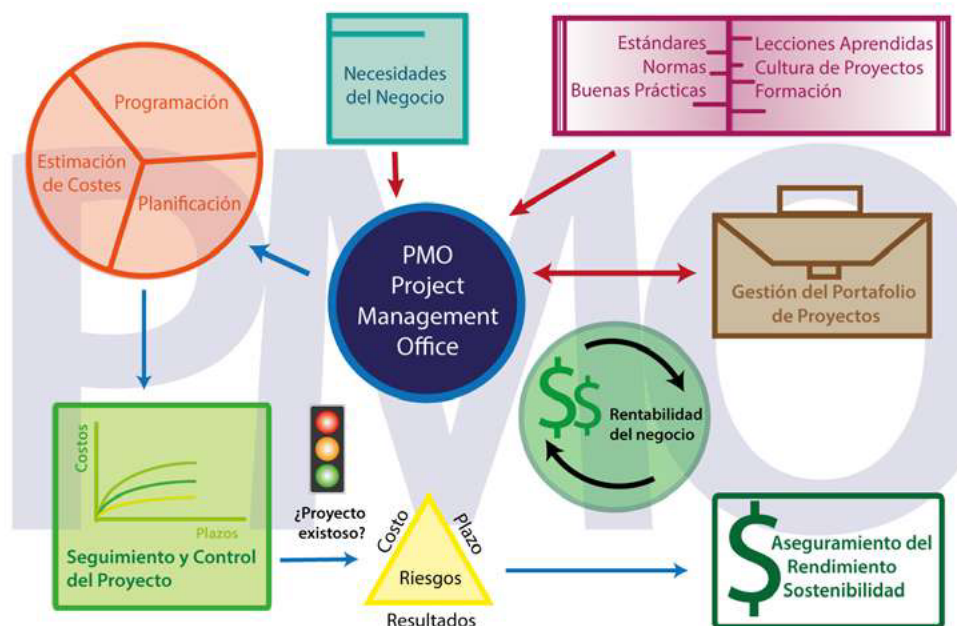 PMO
Programación
Estimación
de Costes
Planificación
Necesidades
del Negocio
Estándares
Normas
Buenas Prácticas
Lecciones Aprendidas
Cultura de Proyectos
Formación
PMO
Project
Management
Office
Gestión del Portafolio
de Proyectos
$$
Rentabilidad
del negocio
Costos
Plazos
Seguimiento y Control
del Proyecto
¿Proyecto
existoso?
Costo
Plazo
Riesgos
Resultados
$
Aseguramiento del
Rendimiento
Sostenibilidad